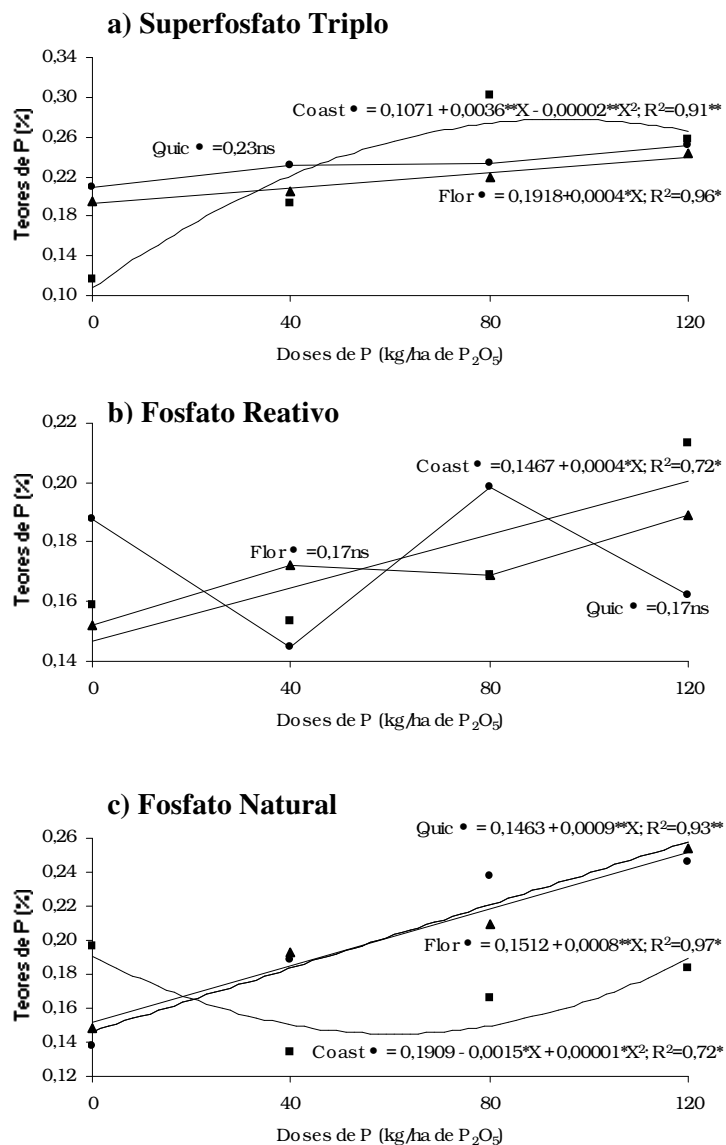 a) Superfosfato Triplo
0,34
0,30
0,26
0,22
0,18
0,14
0,10
Teores de P (%)
Coast • = 0,1071 + 0,0036**X - 0,00002**X²; R²=0,91**
Quic • =0,23ns
Flor • = 0,1918+0,0004*X; R²=0,96*
0 40 80 120
Doses de P (kg/ha de P₂O₅)
b) Fosfato Reativo
0,22
0,20
0,18
0,16
0,14
Teores de P (%)
Coast • =0,1467 + 0,0004*X; R²=0,72*
Flor • =0,17ns
Quic • =0,17ns
0 40 80 120
Doses de P (kg/ha de P₂O₅)
c) Fosfato Natural
0,26
0,24
0,22
0,20
0,18
0,16
0,14
0,12
Teores de P (%)
Quic • = 0,1463 + 0,0009**X; R²=0,93**
Flor • = 0,1512 + 0,0008**X; R²=0,97*
Coast • = 0,1909 - 0,0015*X + 0,00001*X²; R²=0,72*
0 40 80 120
Doses de P (kg/ha de P₂O₅)